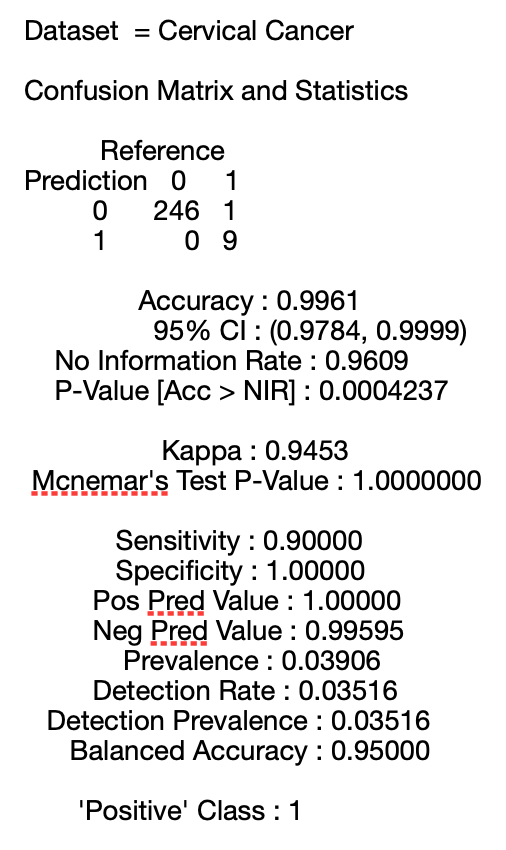 Dataset = Cervical Cancer
Confusion Matrix and Statistics
Reference
Prediction 0 1
0 246 1
1 0 9
Accuracy : 0.9961
95% CI : (0.9784, 0.9999)
No Information Rate : 0.9609
P-Value [Acc > NIR] : 0.0004237
Kappa : 0.9453
Mcnemar's Test P-Value : 1.0000000
Sensitivity : 0.90000
Specificity : 1.00000
Pos Pred Value : 1.00000
Neg Pred Value : 0.99595
Prevalence : 0.03906
Detection Rate : 0.03516
Detection Prevalence : 0.03516
Balanced Accuracy : 0.95000
'Positive' Class : 1